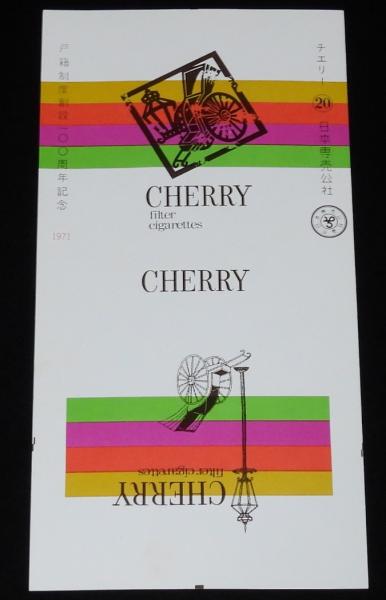 戸籍制度創設一〇〇周年記念
1971
チエリー 20 日本専売公社
CHERRY
filter
cigarettes
CHERRY
CHERRY
filter cigarettes